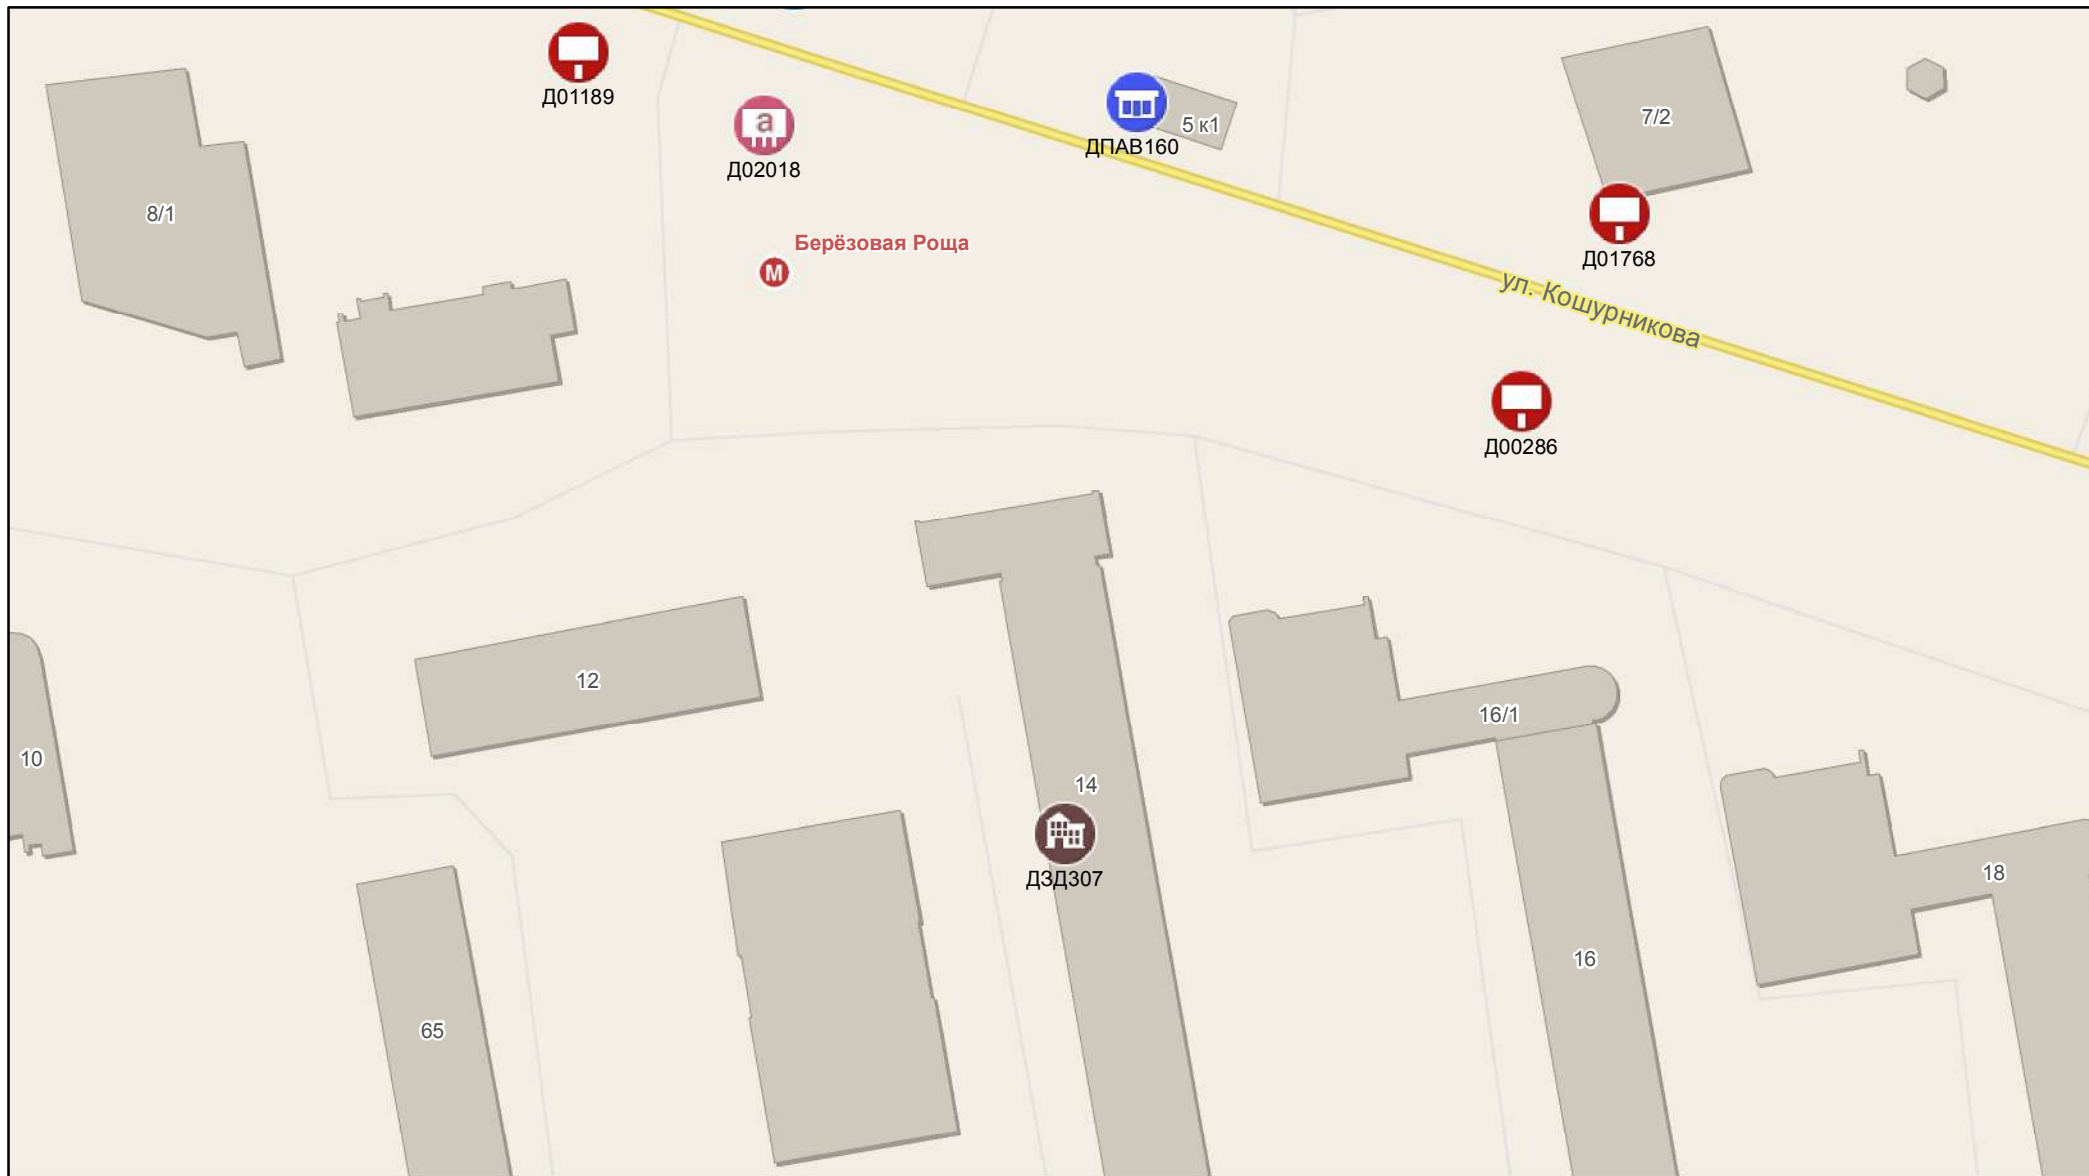 Д01189
a
Д02018
ДПАВ160
5 к1
7/2
8/1
Д01768
Берёзовая Роща
М
ул. Кошурникова
Д00286
12
16/1
10
14
ДЗД307
18
16
65